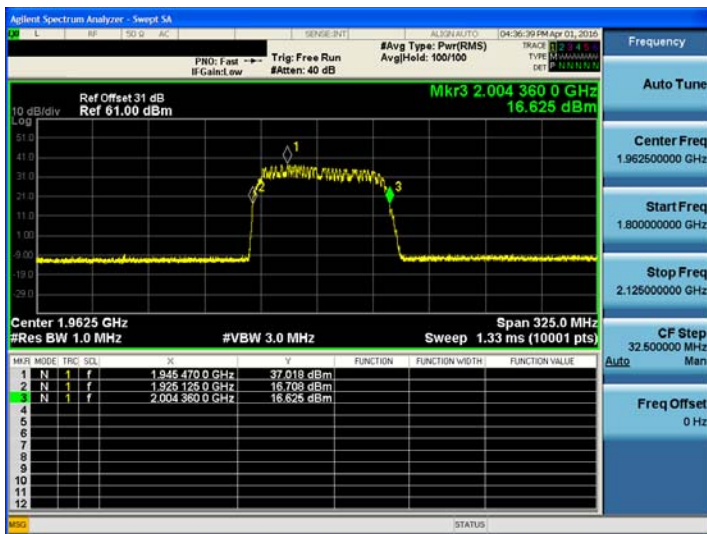 Agilent Spectrum Analyzer - Swept SA
L RF 50 Ω AC SENSE:INT ALIGN AUTO 04:36:39 PM Apr 01, 2016
PNO: Fast Trig: Free Run #Avg Type: Pwr(RMS) TRACE 1 2 3 4 5 6
IFGain:Low #Atten: 40 dB Avg|Hold: 100/100 TYPE M
DET P N N N N N
Frequency
Auto Tune
Center Freq
1.962500000 GHz
Start Freq
1.800000000 GHz
Stop Freq
2.125000000 GHz
CF Step
32.500000 MHz
Auto Man
Freq Offset
0 Hz
Mkr3 2.004 360 0 GHz
16.625 dBm
Ref Offset 31 dB
10 dB/div Ref 61.00 dBm
Log
51.0
41.0
31.0
21.0
11.0
1.00
-9.00
-19.0
-29.0
1
2
3
Center 1.9625 GHz Span 325.0 MHz
#Res BW 1.0 MHz #VBW 3.0 MHz Sweep 1.33 ms (10001 pts)
MKR MODE TRC SCL X Y FUNCTION FUNCTION WIDTH FUNCTION VALUE
1 N 1 f 1.945 470 0 GHz 37.018 dBm
2 N 1 f 1.925 125 0 GHz 16.708 dBm
3 N 1 f 2.004 360 0 GHz 16.625 dBm
4
5
6
7
8
9
10
11
12
MSG STATUS